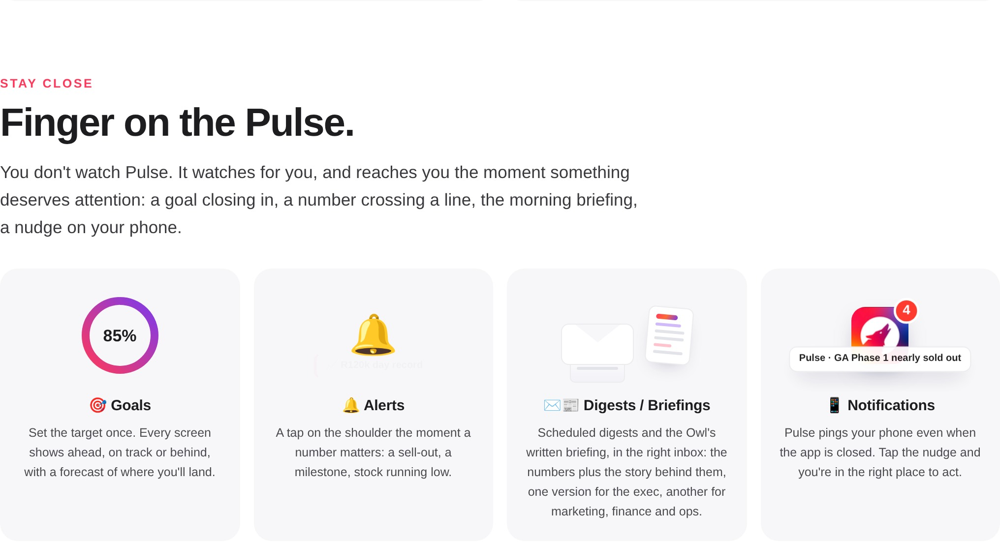 STAY CLOSE
Finger on the Pulse.
You don't watch Pulse. It watches for you, and reaches you the moment something
deserves attention: a goal closing in, a number crossing a line, the morning briefing,
a nudge on your phone.
85%
🎯 Goals
Set the target once. Every screen
shows ahead, on track or behind,
with a forecast of where you'll land.
R120k day record
🔔 Alerts
A tap on the shoulder the moment a
number matters: a sell-out, a
milestone, stock running low.
✉️📰 Digests / Briefings
Scheduled digests and the Owl's
written briefing, in the right inbox: the
numbers plus the story behind them,
one version for the exec, another for
marketing, finance and ops.
4
Pulse · GA Phase 1 nearly sold out
📱 Notifications
Pulse pings your phone even when
the app is closed. Tap the nudge and
you're in the right place to act.